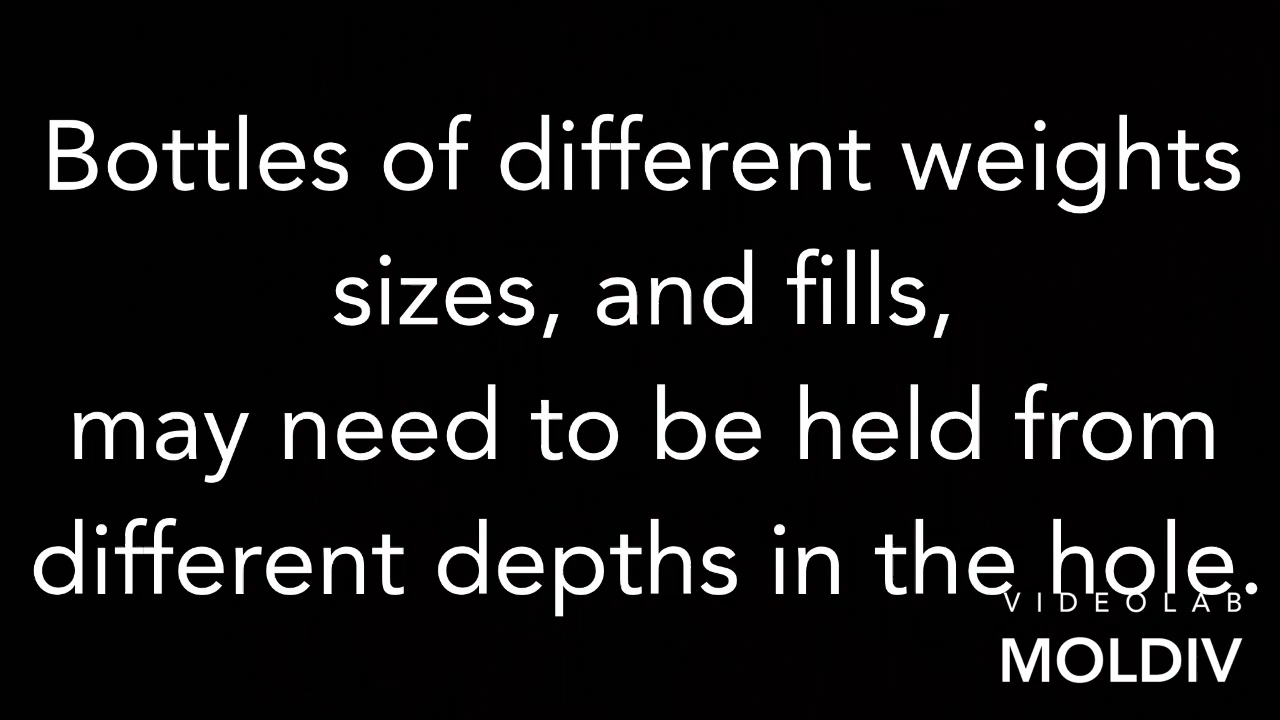 Bottles of different weights
sizes, and fills,
may need to be held from
different depths in the hole.
VIDEOLAB
MOLDIV